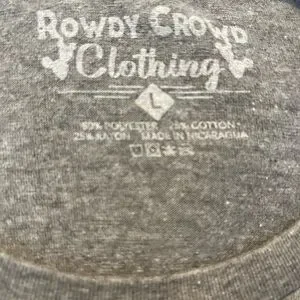 ROWDY CROWD
Clothing
L
50% POLYESTER 25% COTTON
25% RAYON MADE IN NICARAGUA